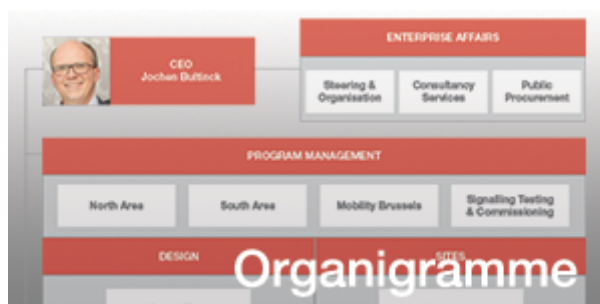 CEO
Jochen Bultinck
ENTERPRISE AFFAIRS
Steering &
Organisation
Consultancy
Services
Public
Procurement
PROGRAM MANAGEMENT
North Area
South Area
Mobility Brussels
Signalling Testing
& Commissioning
DESIGN
SITES
Organigramme